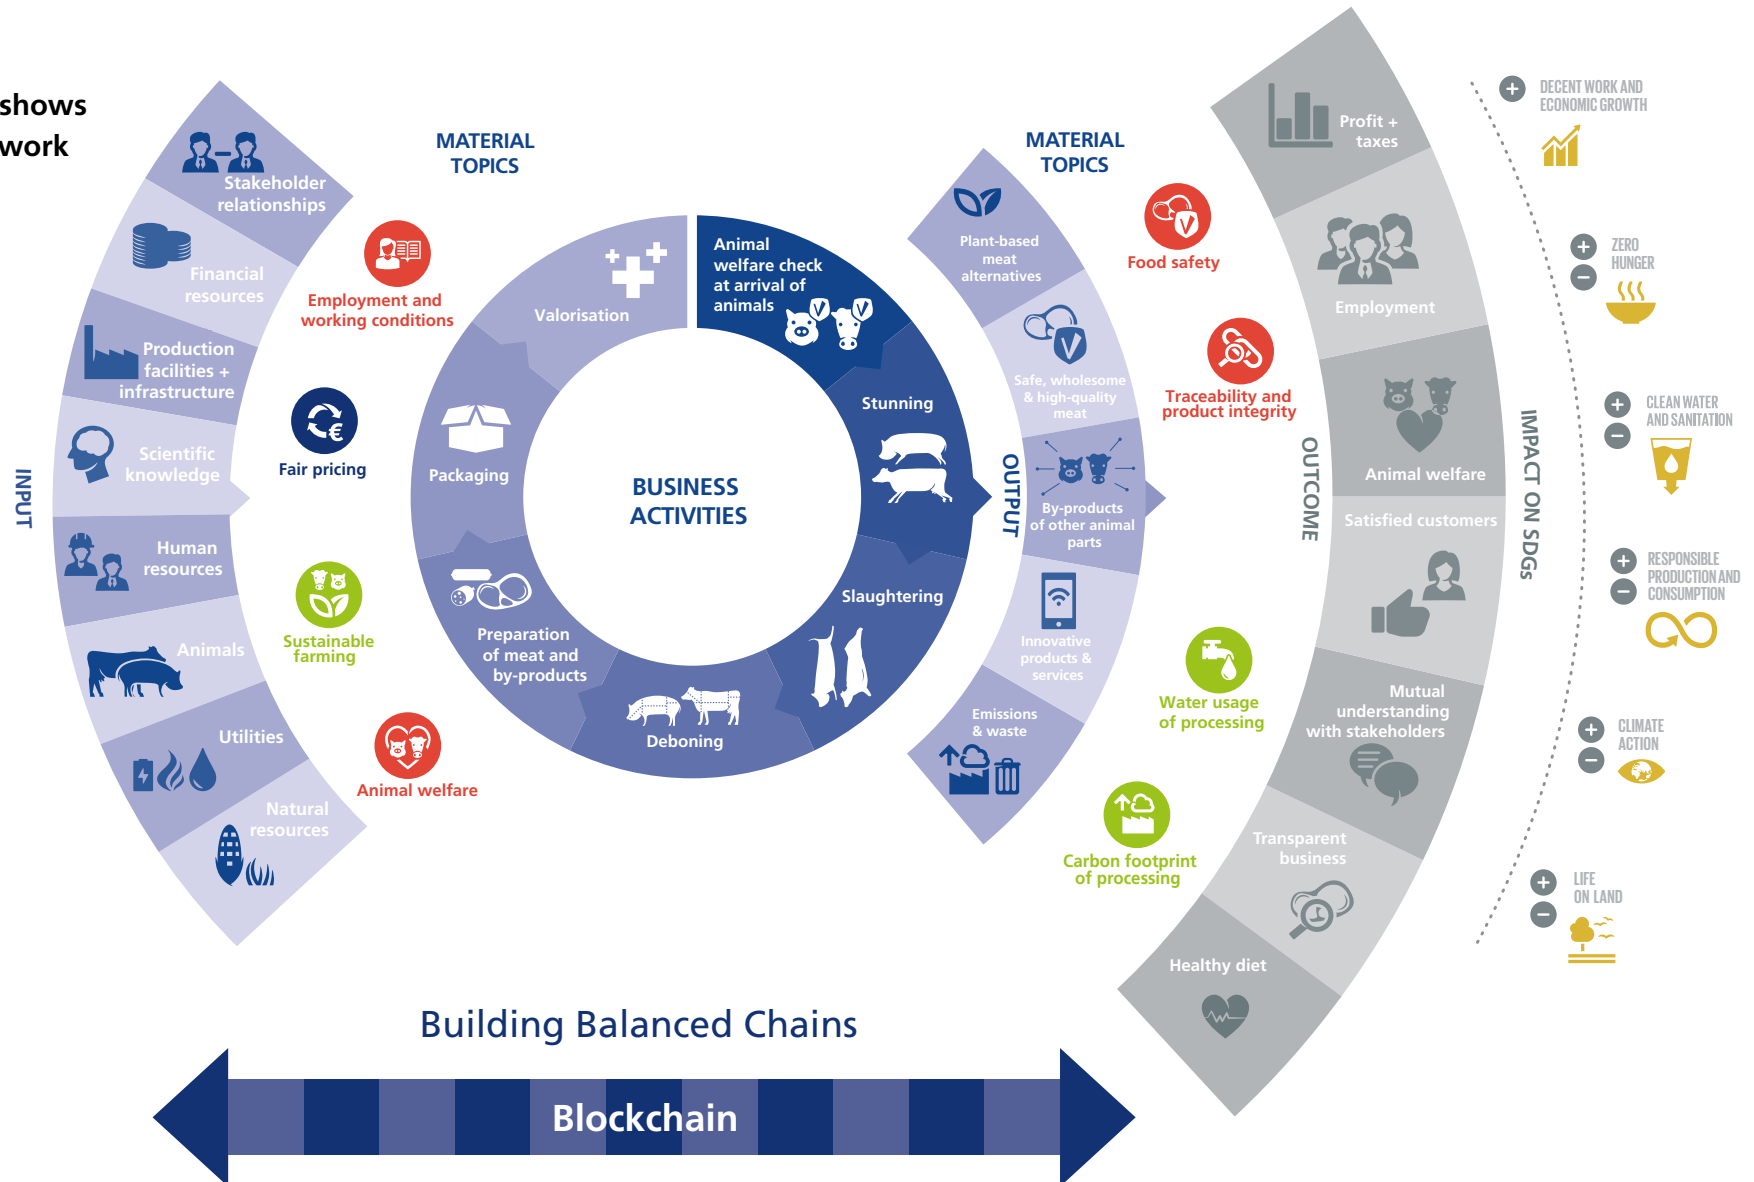 shows
work
INPUT
Stakeholder
relationships
Financial
resources
Production
facilities +
infrastructure
Scientific
knowledge
Human
resources
Animals
Utilities
Natural
resources
MATERIAL
TOPICS
Employment and
working conditions
€
Fair pricing
Sustainable
farming
Animal welfare
BUSINESS
ACTIVITIES
Animal
welfare check
at arrival of
animals
Stunning
Slaughtering
Deboning
Preparation
of meat and
by-products
Packaging
Valorisation
OUTPUT
Plant-based
meat
alternatives
Safe, wholesome
& high-quality
meat
By-products
of other animal
parts
Innovative
products &
services
Emissions
& waste
MATERIAL
TOPICS
Food safety
Traceability and
product integrity
Water usage
of processing
Carbon footprint
of processing
OUTCOME
Profit +
taxes
Employment
Animal welfare
Satisfied customers
Mutual
understanding
with stakeholders
Transparent
business
Healthy diet
IMPACT ON SDGs
+
DECENT WORK AND
ECONOMIC GROWTH
+
−
ZERO
HUNGER
+
−
CLEAN WATER
AND SANITATION
+
−
RESPONSIBLE
PRODUCTION AND
CONSUMPTION
+
−
CLIMATE
ACTION
+
−
LIFE
ON LAND
Building Balanced Chains
Blockchain